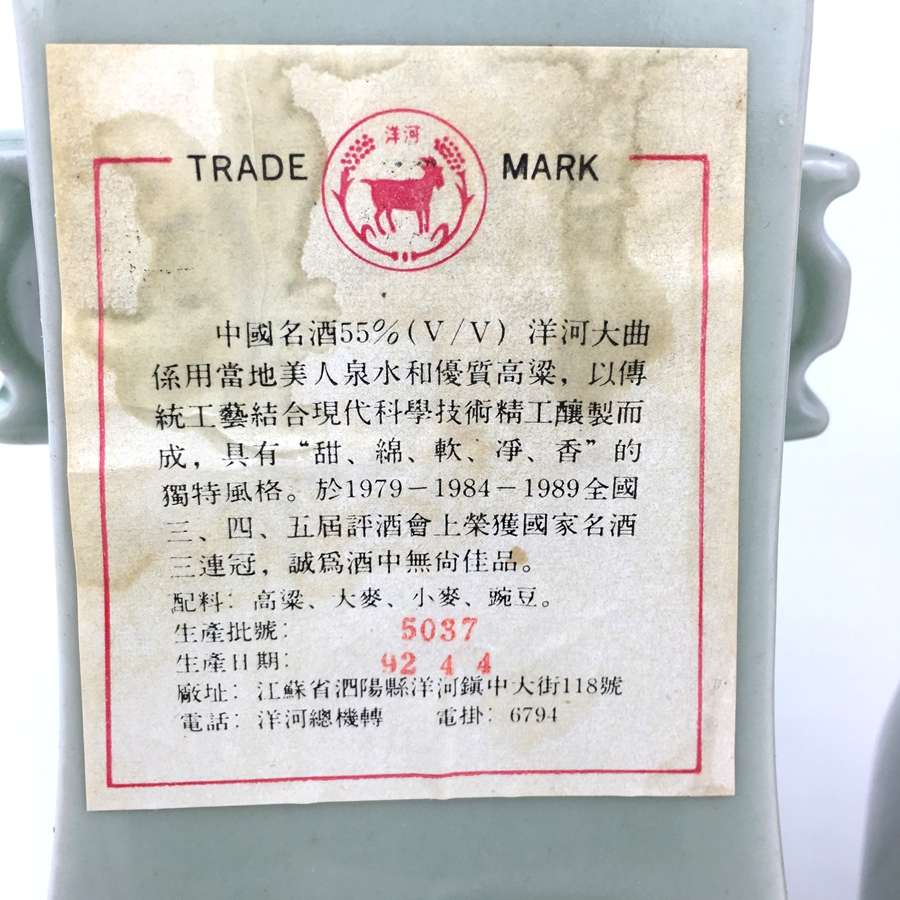 洋河
TRADE MARK
中國名酒55%(V/V) 洋河大曲
係用當地美人泉水和優質高粱，以傳
統工藝結合現代科學技術精工釀製而
成，具有“甜、綿、軟、净、香”的
獨特風格。於1979-1984-1989全國
三、四、五屆評酒會上榮獲國家名酒
三連冠，誠爲酒中無尚佳品。
配料：高粱、大麥、小麥、豌豆。
生產批號： 5037
生產日期： 92 4 4
廠址：江蘇省泗陽縣洋河鎮中大街118號
電話：洋河總機轉 電掛：6794